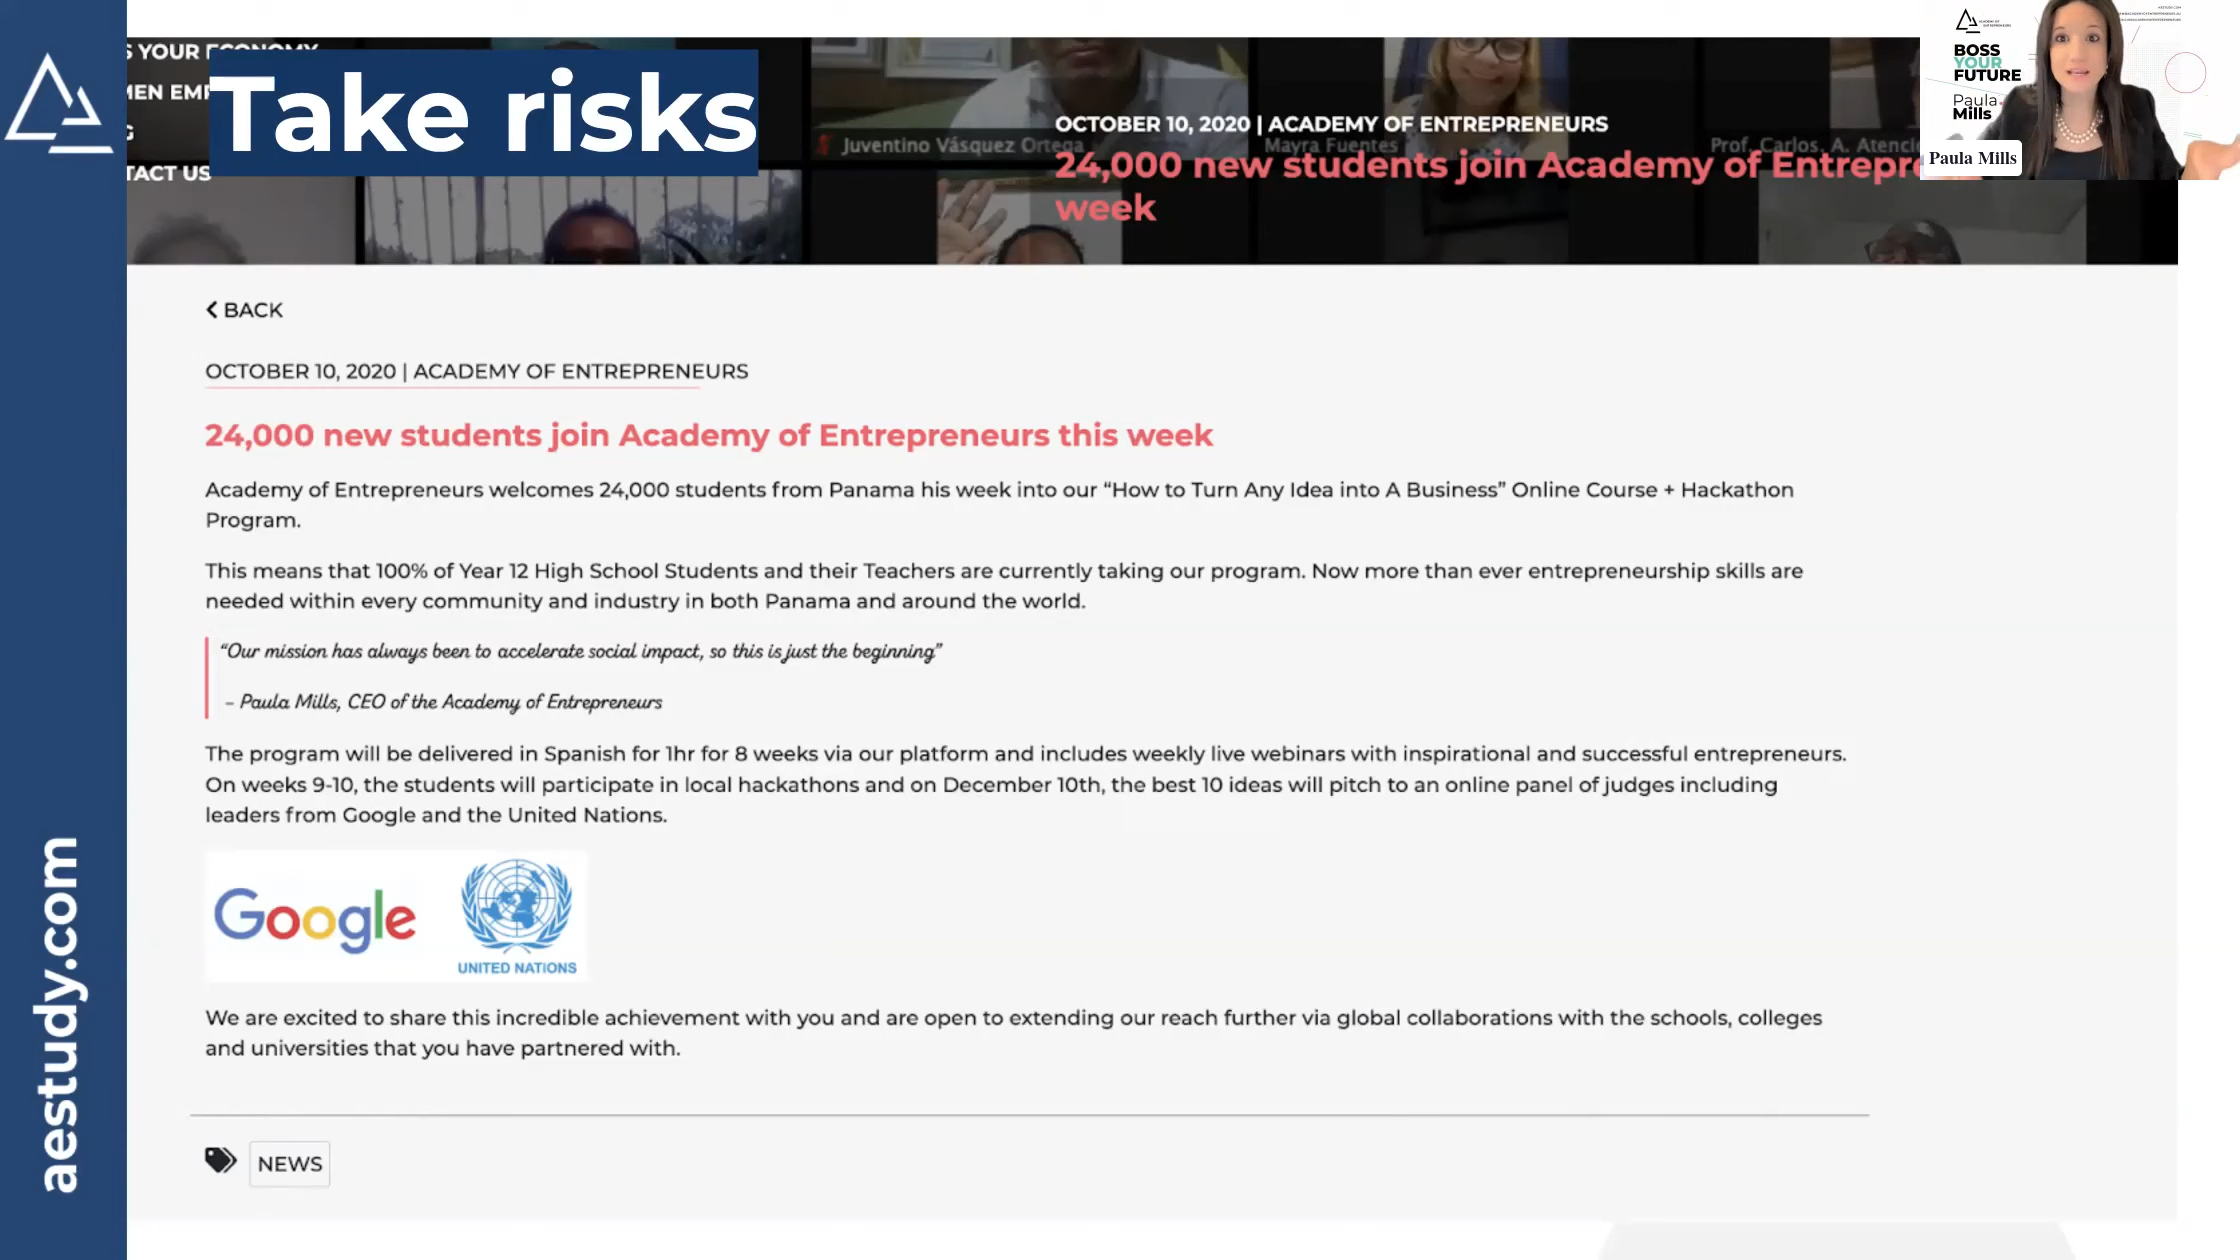 S YOUR ECONOMY
MEN EMP
G
TACT US
Take risks
Juventino Vásquez Ortega
Mayra Fuentes
Prof. Carlos. A. Atencio
OCTOBER 10, 2020 | ACADEMY OF ENTREPRENEURS
24,000 new students join Academy of Entrepre
week
BOSS
YOUR
FUTURE
Paula
Mills
Paula Mills
BACK
OCTOBER 10, 2020 | ACADEMY OF ENTREPRENEURS
24,000 new students join Academy of Entrepreneurs this week
Academy of Entrepreneurs welcomes 24,000 students from Panama his week into our “How to Turn Any Idea into A Business” Online Course + Hackathon
Program.
This means that 100% of Year 12 High School Students and their Teachers are currently taking our program. Now more than ever entrepreneurship skills are
needed within every community and industry in both Panama and around the world.
“Our mission has always been to accelerate social impact, so this is just the beginning”
– Paula Mills, CEO of the Academy of Entrepreneurs
The program will be delivered in Spanish for 1hr for 8 weeks via our platform and includes weekly live webinars with inspirational and successful entrepreneurs.
On weeks 9-10, the students will participate in local hackathons and on December 10th, the best 10 ideas will pitch to an online panel of judges including
leaders from Google and the United Nations.
Google
UNITED NATIONS
We are excited to share this incredible achievement with you and are open to extending our reach further via global collaborations with the schools, colleges
and universities that you have partnered with.
NEWS
aestudy.com